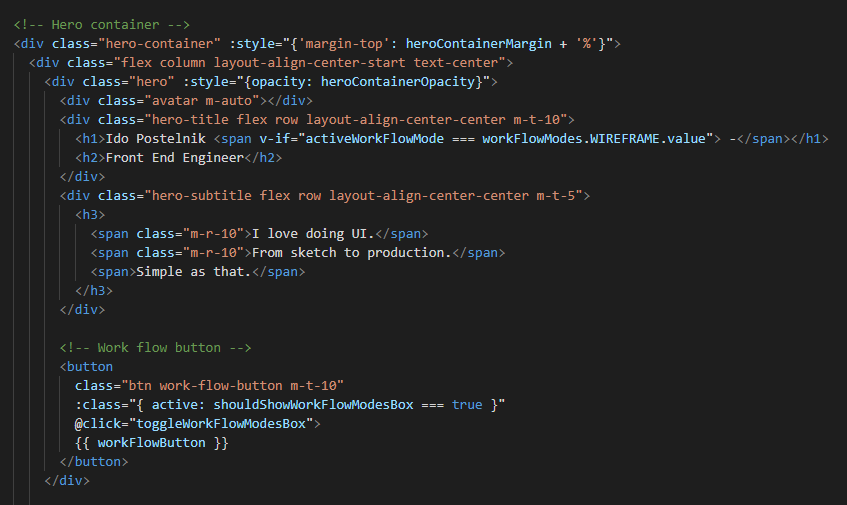 <!-- Hero container -->
<div class="hero-container" :style="{'margin-top': heroContainerMargin + '%'}">
  <div class="flex column layout-align-center-start text-center">
    <div class="hero" :style="{opacity: heroContainerOpacity}">
      <div class="avatar m-auto"></div>
      <div class="hero-title flex row layout-align-center-center m-t-10">
        <h1>Ido Postelnik <span v-if="activeWorkFlowMode === workFlowModes.WIREFRAME.value"> -</span></h1>
        <h2>Front End Engineer</h2>
      </div>
      <div class="hero-subtitle flex row layout-align-center-center m-t-5">
        <h3>
          <span class="m-r-10">I love doing UI.</span>
          <span class="m-r-10">From sketch to production.</span>
          <span>Simple as that.</span>
        </h3>
      </div>

      <!-- Work flow button -->
      <button
        class="btn work-flow-button m-t-10"
        :class="{ active: shouldShowWorkFlowModesBox === true }"
        @click="toggleWorkFlowModesBox">
        {{ workFlowButton }}
      </button>
    </div>